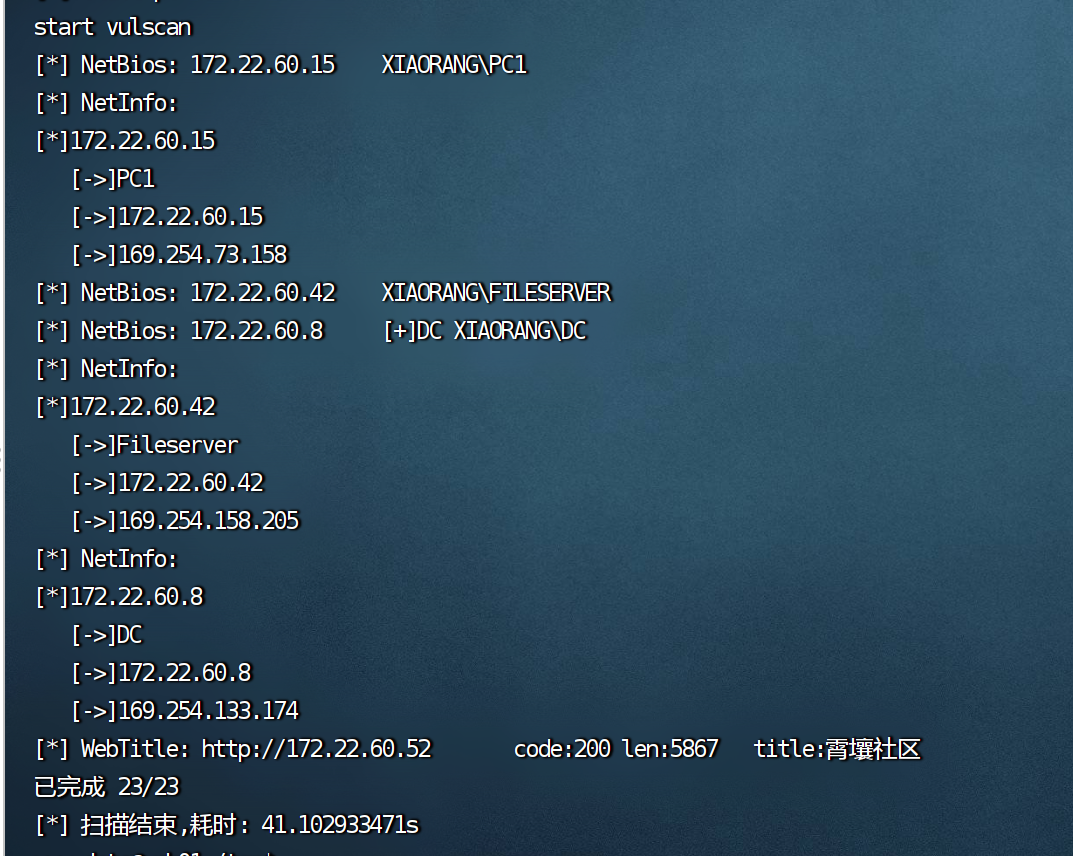 start vulscan
[*] NetBios: 172.22.60.15    XIAORANG\PC1
[*] NetInfo:
[*]172.22.60.15
   [->]PC1
   [->]172.22.60.15
   [->]169.254.73.158
[*] NetBios: 172.22.60.42    XIAORANG\FILESERVER
[*] NetBios: 172.22.60.8     [+]DC XIAORANG\DC
[*] NetInfo:
[*]172.22.60.42
   [->]Fileserver
   [->]172.22.60.42
   [->]169.254.158.205
[*] NetInfo:
[*]172.22.60.8
   [->]DC
   [->]172.22.60.8
   [->]169.254.133.174
[*] WebTitle: http://172.22.60.52       code:200 len:5867   title:霄壤社区
已完成 23/23
[*] 扫描结束,耗时: 41.102933471s